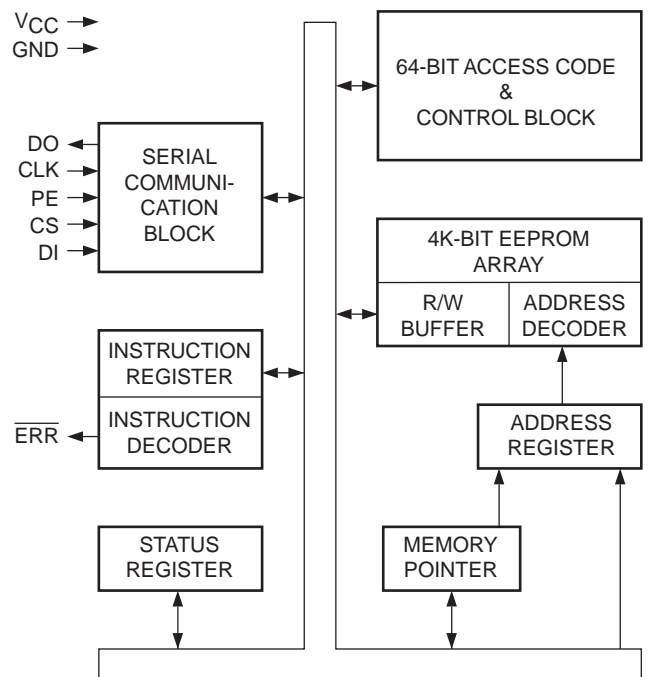 VCC
GND
64-BIT ACCESS CODE
&
CONTROL BLOCK
DO
CLK
PE
CS
DI
SERIAL
COMMUNI-
CATION
BLOCK
4K-BIT EEPROM
ARRAY
R/W
BUFFER
ADDRESS
DECODER
INSTRUCTION
REGISTER
INSTRUCTION
DECODER
ERR
ADDRESS
REGISTER
STATUS
REGISTER
MEMORY
POINTER